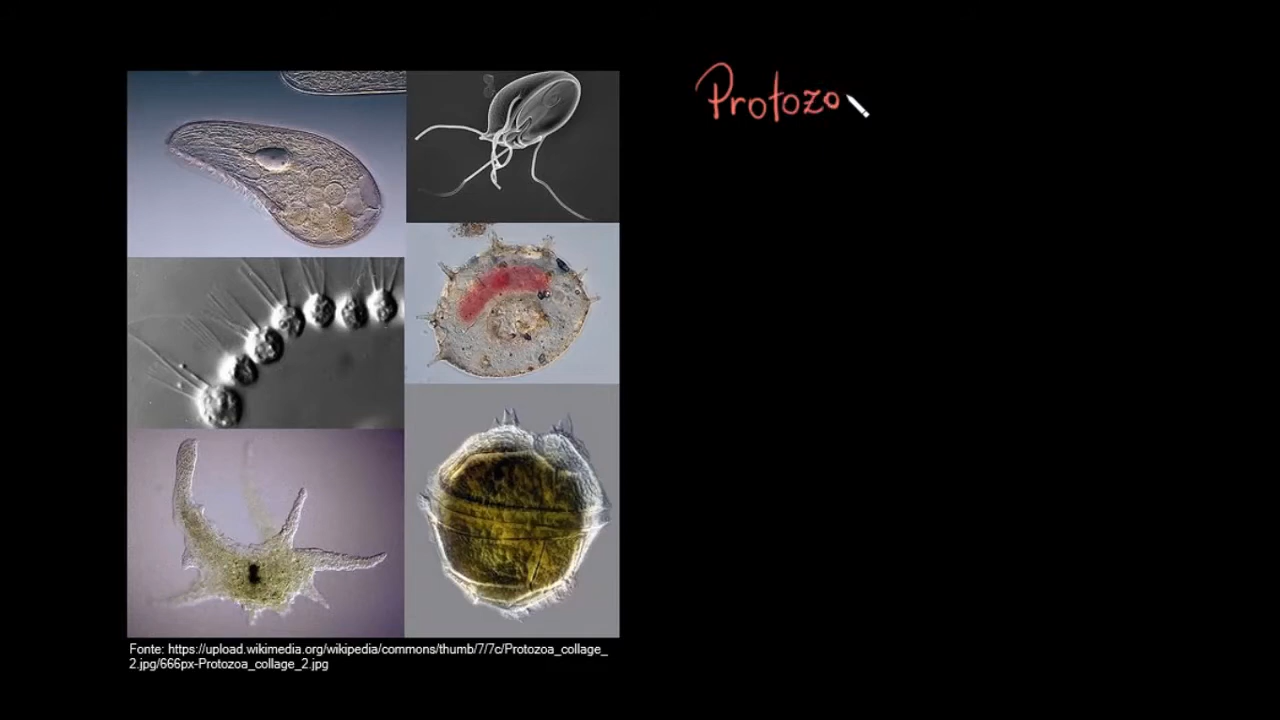 Protozo
Fonte: https://upload.wikimedia.org/wikipedia/commons/thumb/7/7c/Protozoa_collage_
2.jpg/666px-Protozoa_collage_2.jpg